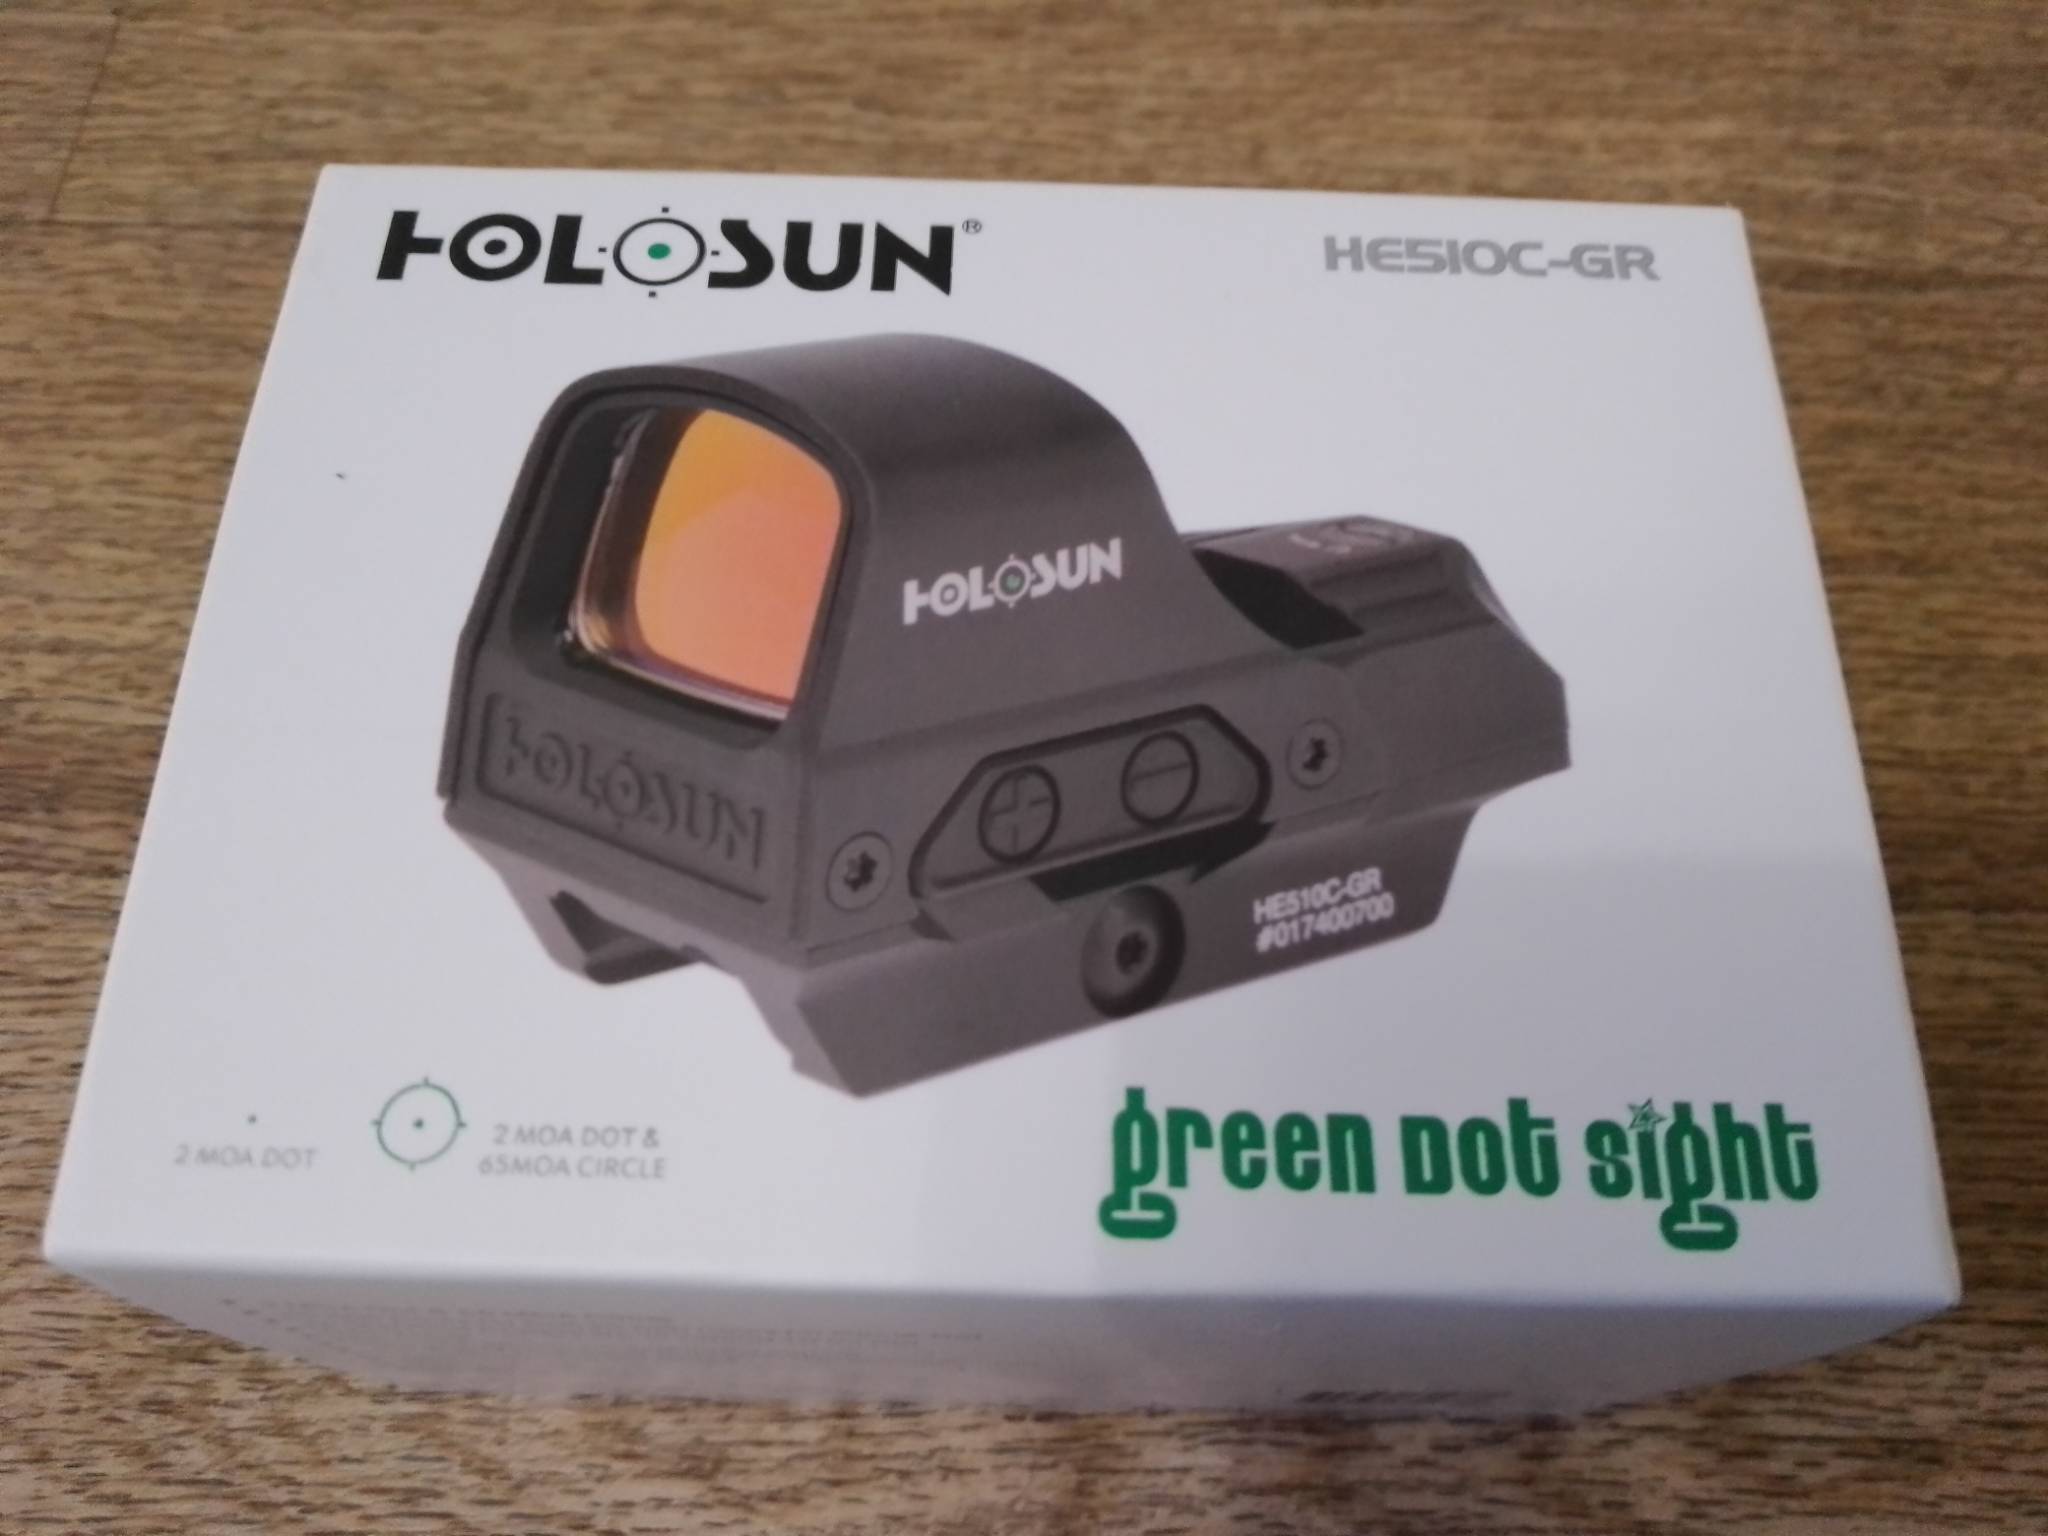 HOLOSUN®
HE510C-GR
HOLOSUN
HOLOSUN
HE510C-GR
#017400700
2 MOA DOT
2 MOA DOT &
65MOA CIRCLE
green DOT sight